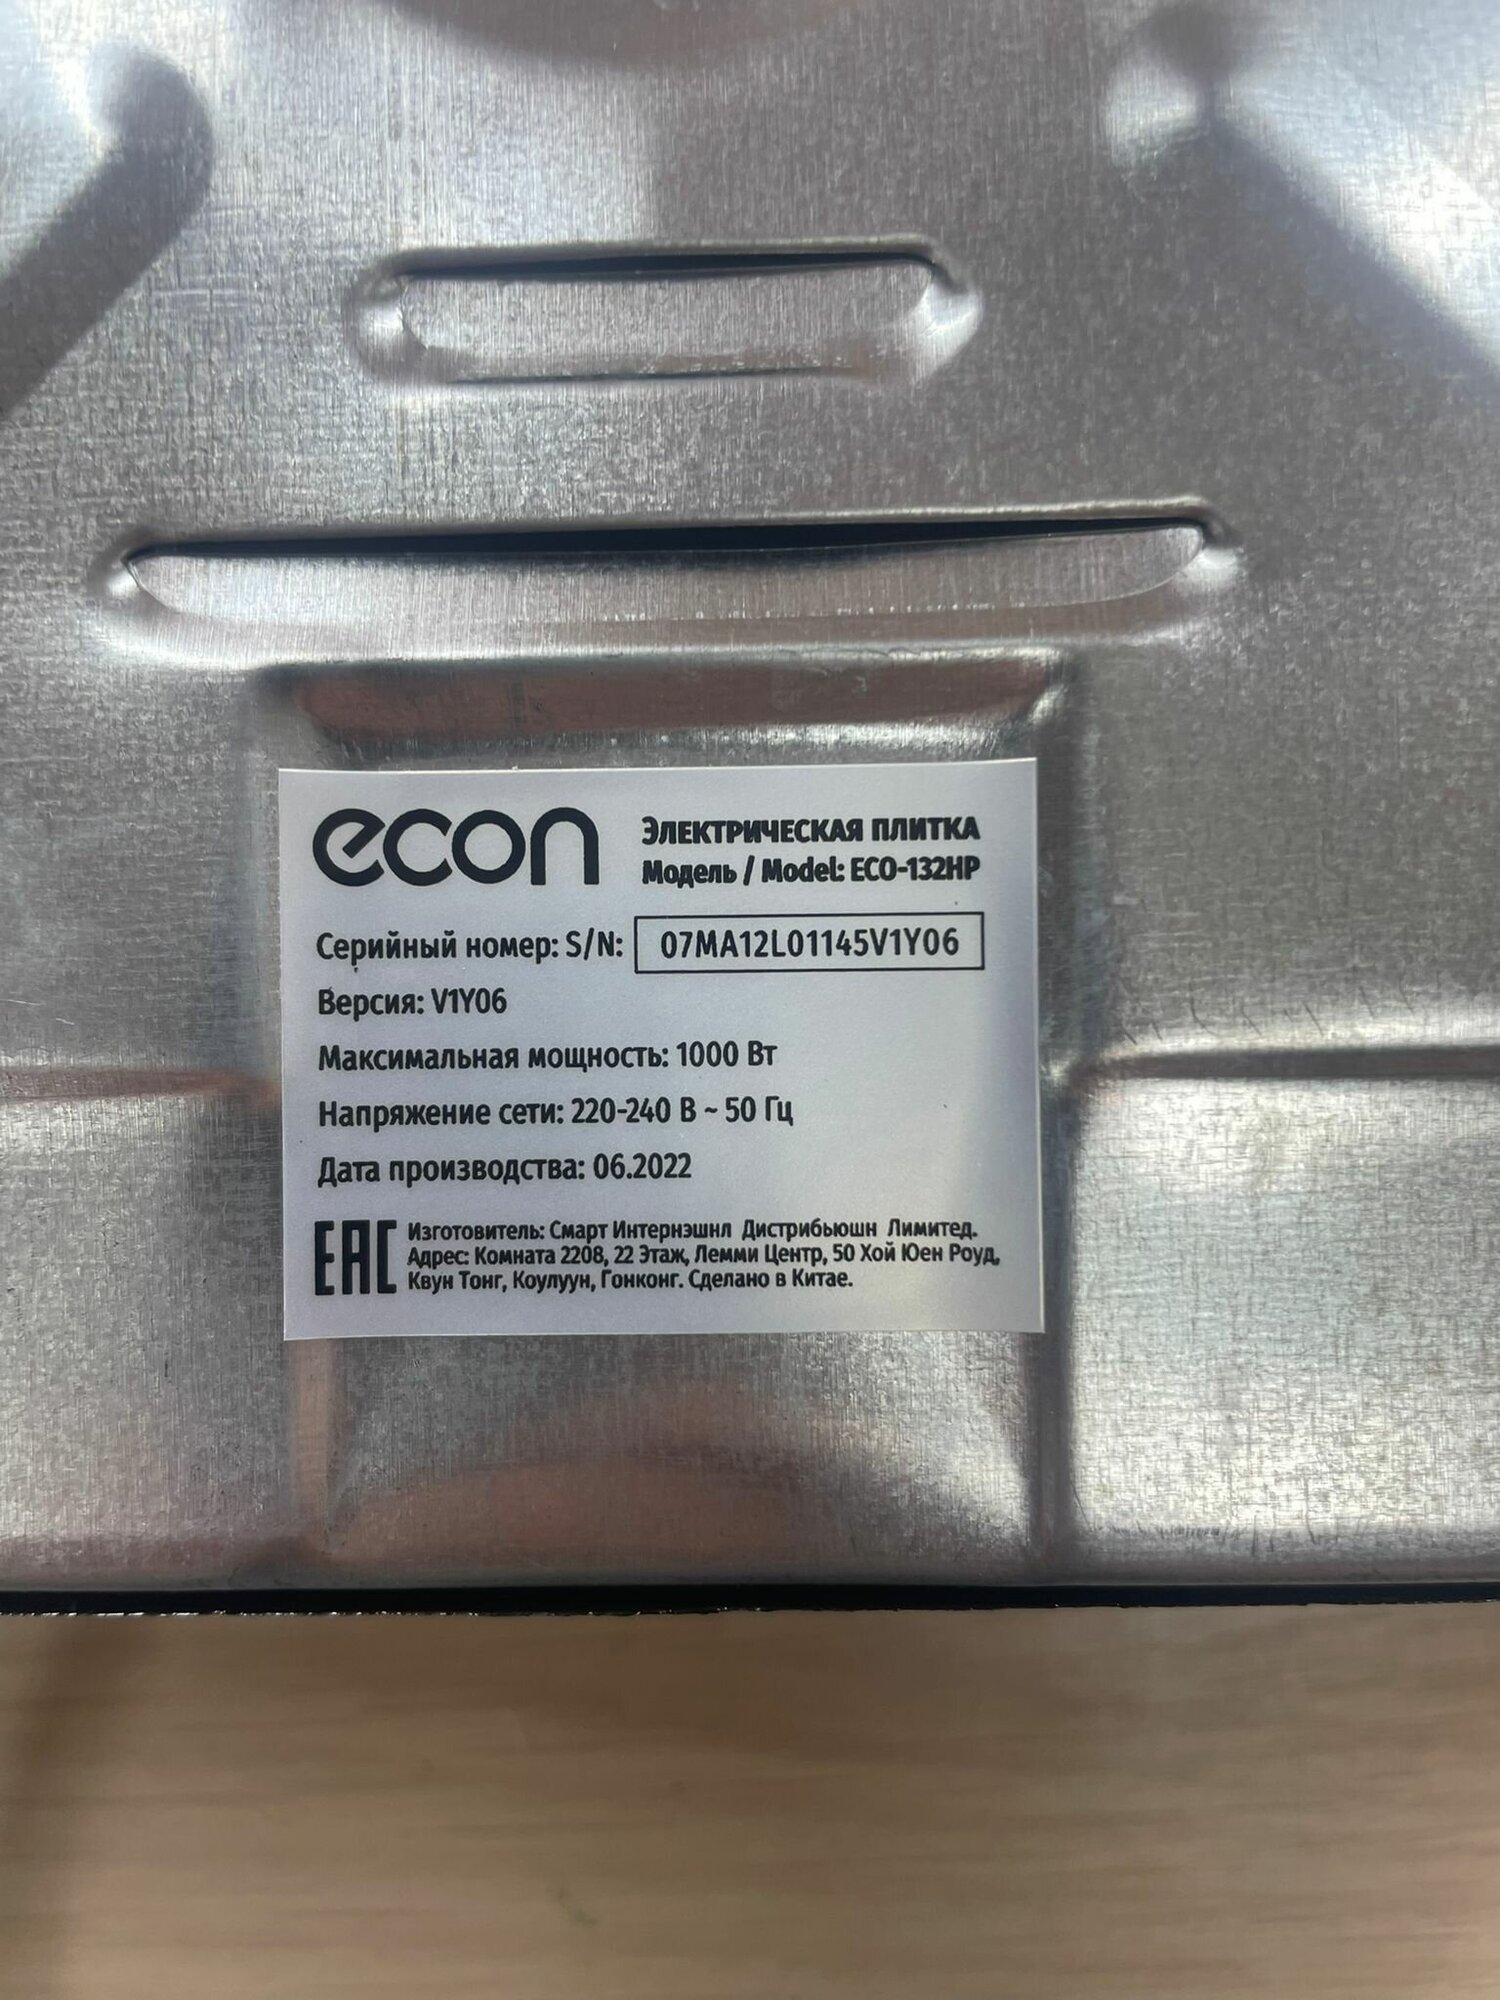 econ
ЭЛЕКТРИЧЕСКАЯ ПЛИТКА
Модель / Model: ECO-132HP
Серийный номер: S/N: 07MA12L01145V1Y06
Версия: V1Y06
Максимальная мощность: 1000 Вт
Напряжение сети: 220-240 В ~ 50 Гц
Дата производства: 06.2022
EAC
Изготовитель: Смарт Интернэшнл Дистрибьюшн Лимитед.
Адрес: Комната 2208, 22 Этаж, Лемми Центр, 50 Хой Юен Роуд,
Квун Тонг, Коулуун, Гонконг. Сделано в Китае.